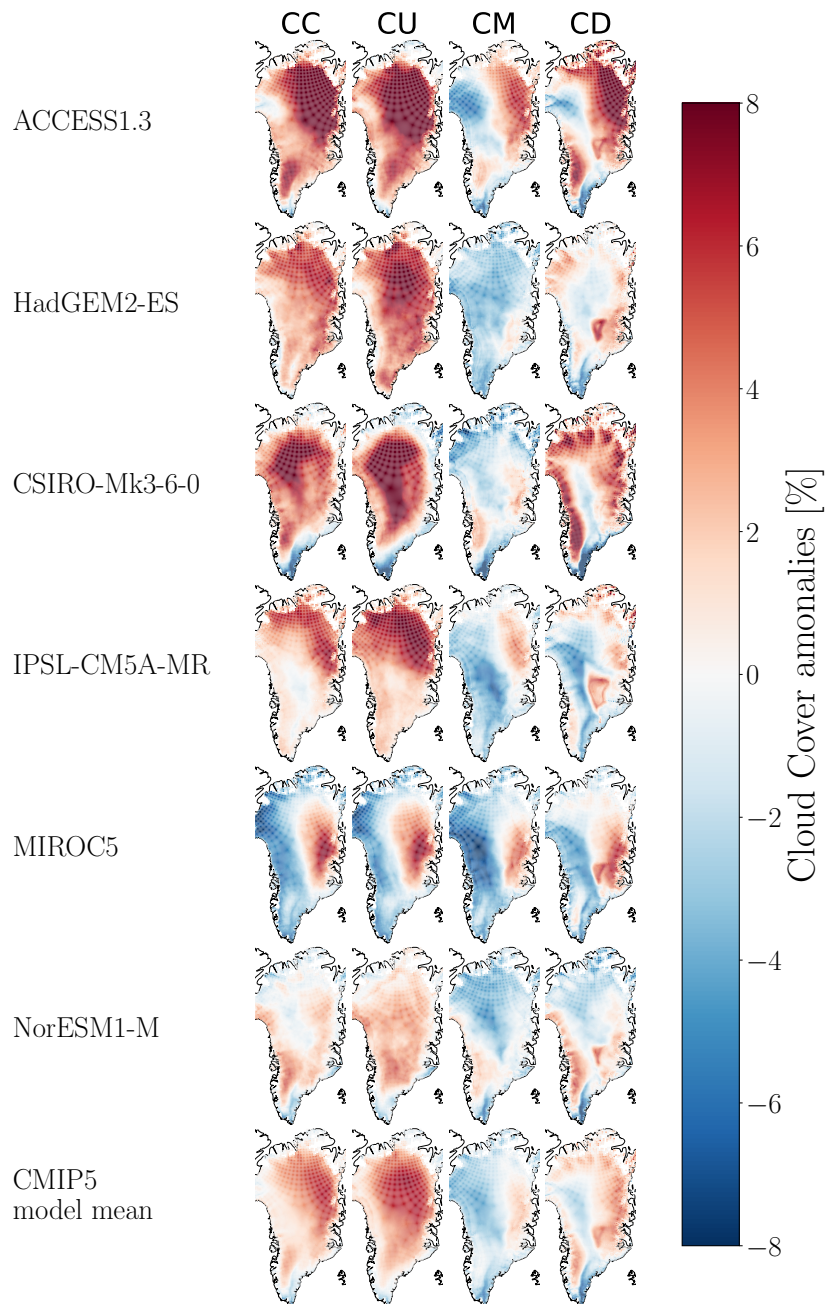 CC CU CM CD
ACCESS1.3
HadGEM2-ES
CSIRO-Mk3-6-0
IPSL-CM5A-MR
MIROC5
NorESM1-M
CMIP5
model mean
8
6
4
2
0
−2
−4
−6
−8
Cloud Cover amonalies [%]